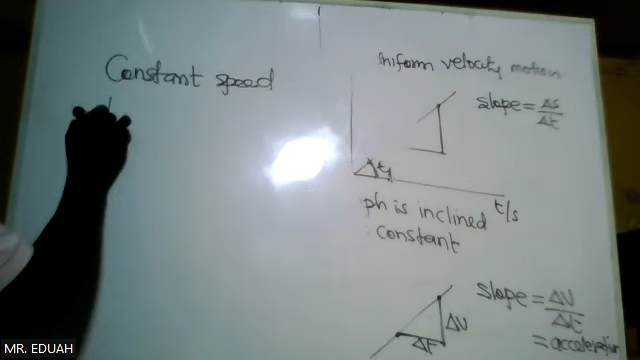 Constant speed
Uniform velocity motion
slope = Δs
Δt
t/s
ph is inclined
constant
slope = ΔV
Δt
= acceleration
ΔV
Δt
MR. EDUAH